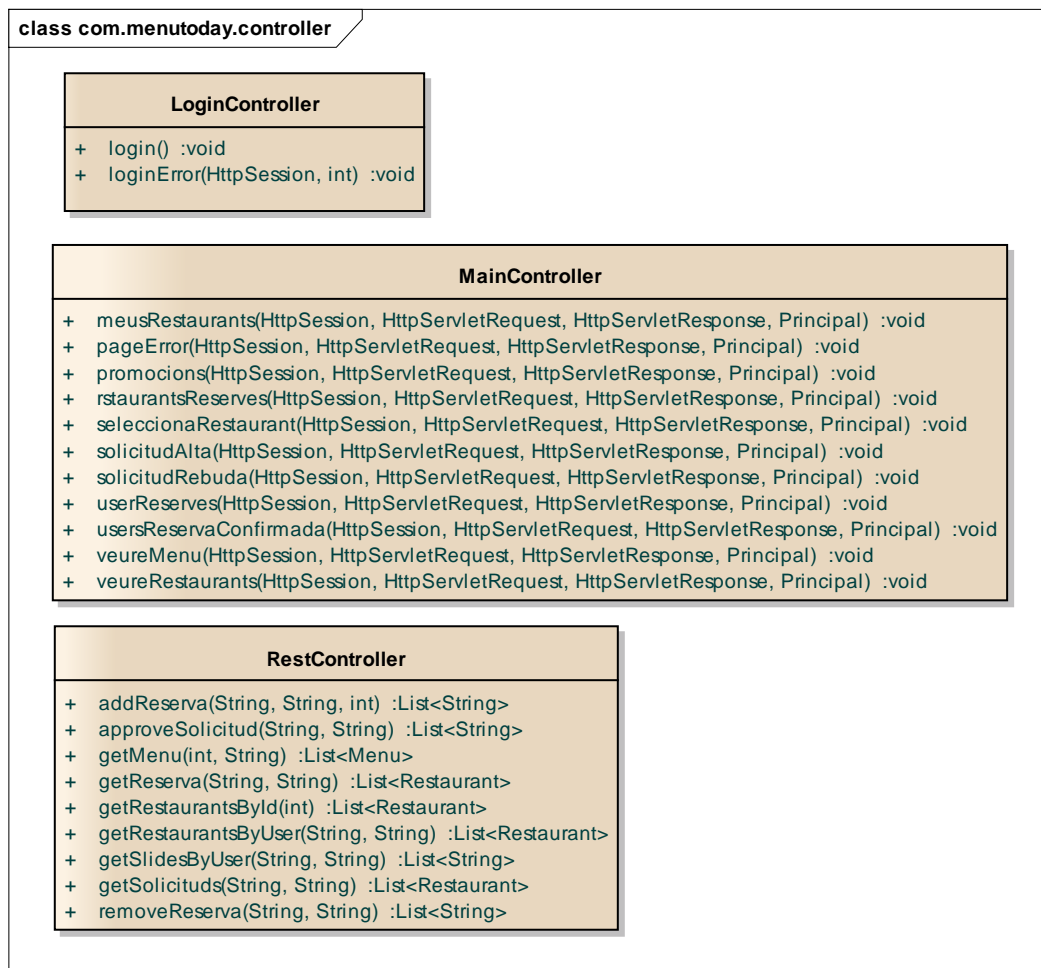 class com.menutoday.controller
LoginController
+ login() :void
+ loginError(HttpSession, int) :void
MainController
+ meusRestaurants(HttpSession, HttpServletRequest, HttpServletResponse, Principal) :void
+ pageError(HttpSession, HttpServletRequest, HttpServletResponse, Principal) :void
+ promocions(HttpSession, HttpServletRequest, HttpServletResponse, Principal) :void
+ rstaurantsReserves(HttpSession, HttpServletRequest, HttpServletResponse, Principal) :void
+ seleccionaRestaurant(HttpSession, HttpServletRequest, HttpServletResponse, Principal) :void
+ solicitudAlta(HttpSession, HttpServletRequest, HttpServletResponse, Principal) :void
+ solicitudRebuda(HttpSession, HttpServletRequest, HttpServletResponse, Principal) :void
+ userReserves(HttpSession, HttpServletRequest, HttpServletResponse, Principal) :void
+ usersReservaConfirmada(HttpSession, HttpServletRequest, HttpServletResponse, Principal) :void
+ veureMenu(HttpSession, HttpServletRequest, HttpServletResponse, Principal) :void
+ veureRestaurants(HttpSession, HttpServletRequest, HttpServletResponse, Principal) :void
RestController
+ addReserva(String, String, int) :List<String>
+ approveSolicitud(String, String) :List<String>
+ getMenu(int, String) :List<Menu>
+ getReserva(String, String) :List<Restaurant>
+ getRestaurantsById(int) :List<Restaurant>
+ getRestaurantsByUser(String, String) :List<Restaurant>
+ getSlidesByUser(String, String) :List<String>
+ getSolicituds(String, String) :List<Restaurant>
+ removeReserva(String, String) :List<String>